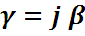 γ = j β